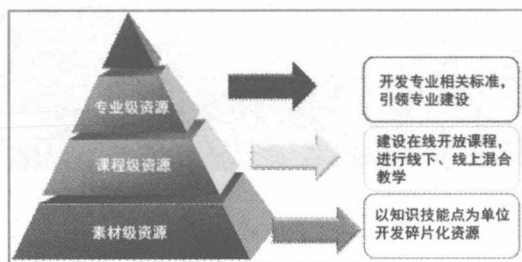 专业级资源
开发专业相关标准，
引领专业建设
课程级资源
建设在线开放课程，
进行线下、线上混合
教学
素材级资源
以知识技能点为单位
开发碎片化资源